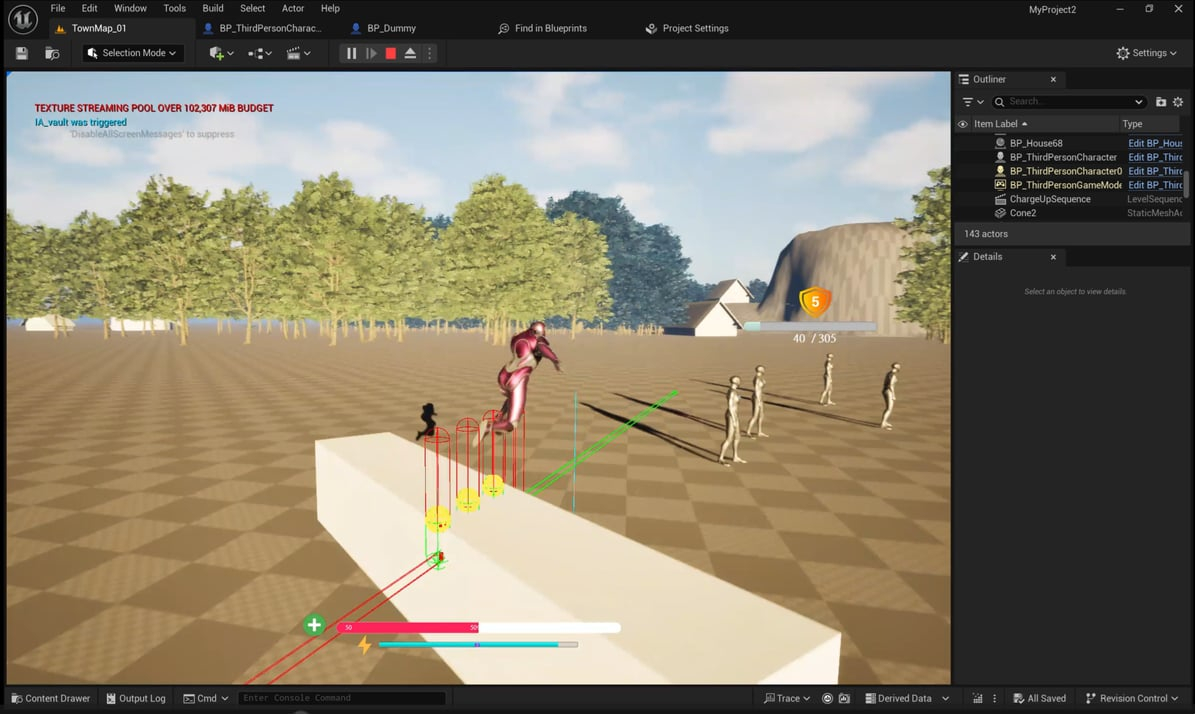 File Edit Window Tools Build Select Actor Help
MyProject2
TownMap_01
BP_ThirdPersonCharac...
BP_Dummy
Find in Blueprints
Project Settings
Selection Mode
Settings
TEXTURE STREAMING POOL OVER 102,307 MiB BUDGET
IA_vault was triggered
'DisableAllScreenMessages' to suppress
5
40 / 305
50
Outliner
Search...
Item Label
Type
BP_House68 Edit BP_Hous
BP_ThirdPersonCharacter Edit BP_Third
BP_ThirdPersonCharacter0 Edit BP_Third
BP_ThirdPersonGameMode Edit BP_Third
ChargeUpSequence LevelSequenc
Cone2 StaticMeshAc
143 actors
Details
Select an object to view details
Content Drawer
Output Log
Cmd
Enter Console Command
Trace
Derived Data
All Saved
Revision Control